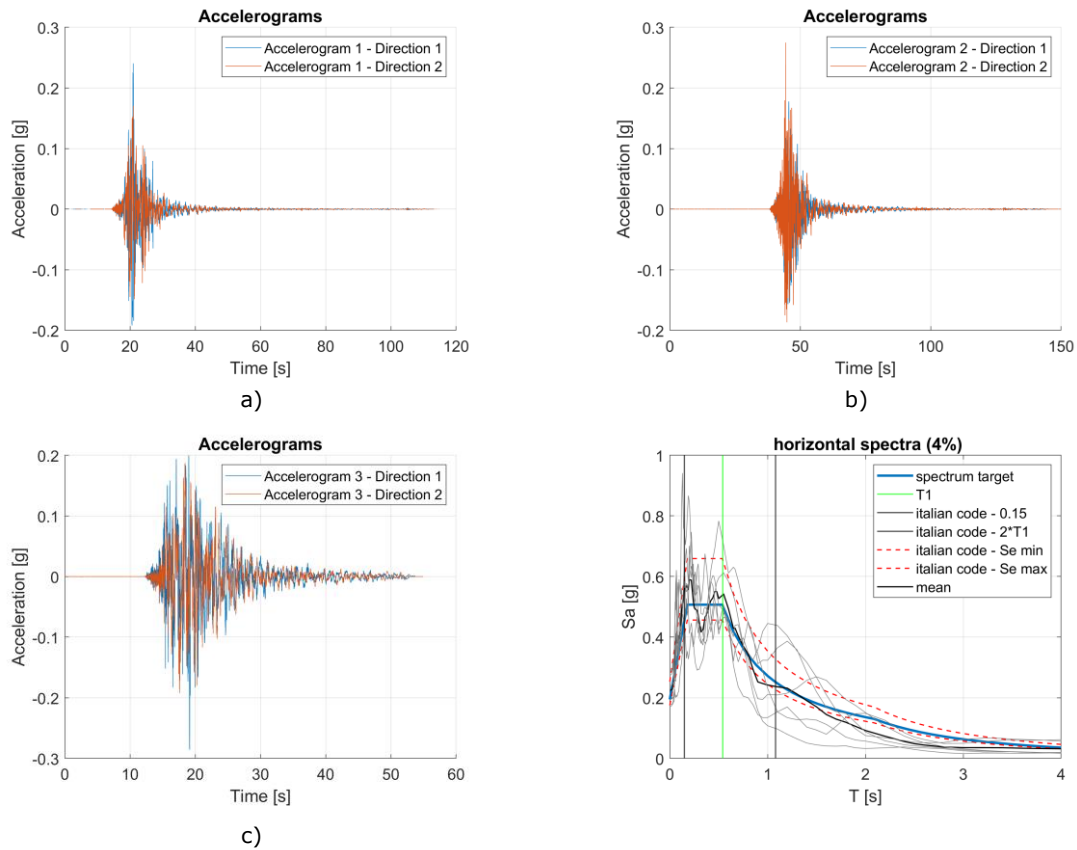 Accelerograms
0.3
0.2
0.1
0
-0.1
-0.2
Acceleration [g]
Accelerogram 1 - Direction 1
Accelerogram 1 - Direction 2
0 20 40 60 80 100 120
Time [s]
a)
Accelerograms
0.3
0.2
0.1
0
-0.1
-0.2
Acceleration [g]
Accelerogram 2 - Direction 1
Accelerogram 2 - Direction 2
0 50 100 150
Time [s]
b)
Accelerograms
0.2
0.1
0
-0.1
-0.2
-0.3
Acceleration [g]
Accelerogram 3 - Direction 1
Accelerogram 3 - Direction 2
0 10 20 30 40 50 60
Time [s]
c)
horizontal spectra (4%)
1
0.8
0.6
0.4
0.2
0
Sa [g]
spectrum target
T1
italian code - 0.15
italian code - 2*T1
italian code - Se min
italian code - Se max
mean
0 1 2 3 4
T [s]